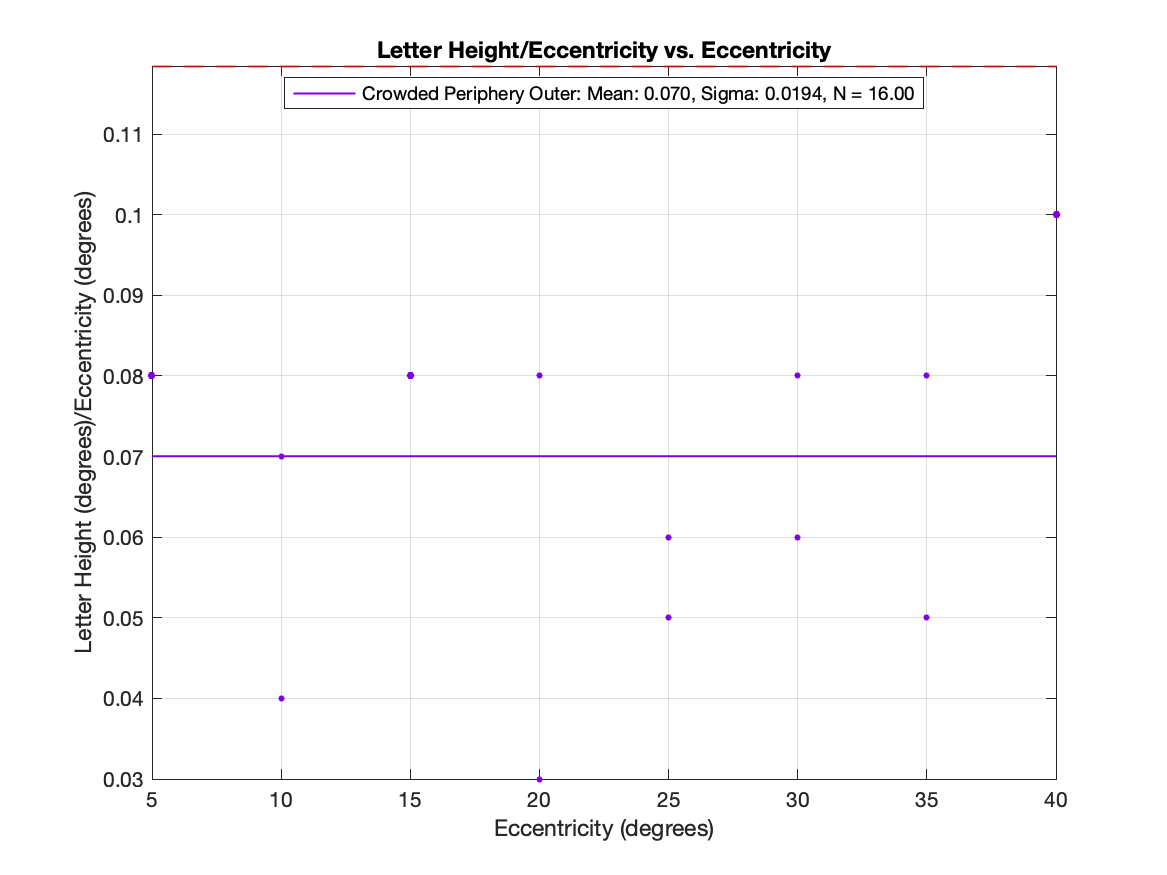 Letter Height/Eccentricity vs. Eccentricity
Crowded Periphery Outer: Mean: 0.070, Sigma: 0.0194, N = 16.00
Letter Height (degrees)/Eccentricity (degrees)
0.11
0.1
0.09
0.08
0.07
0.06
0.05
0.04
0.03
5 10 15 20 25 30 35 40
Eccentricity (degrees)